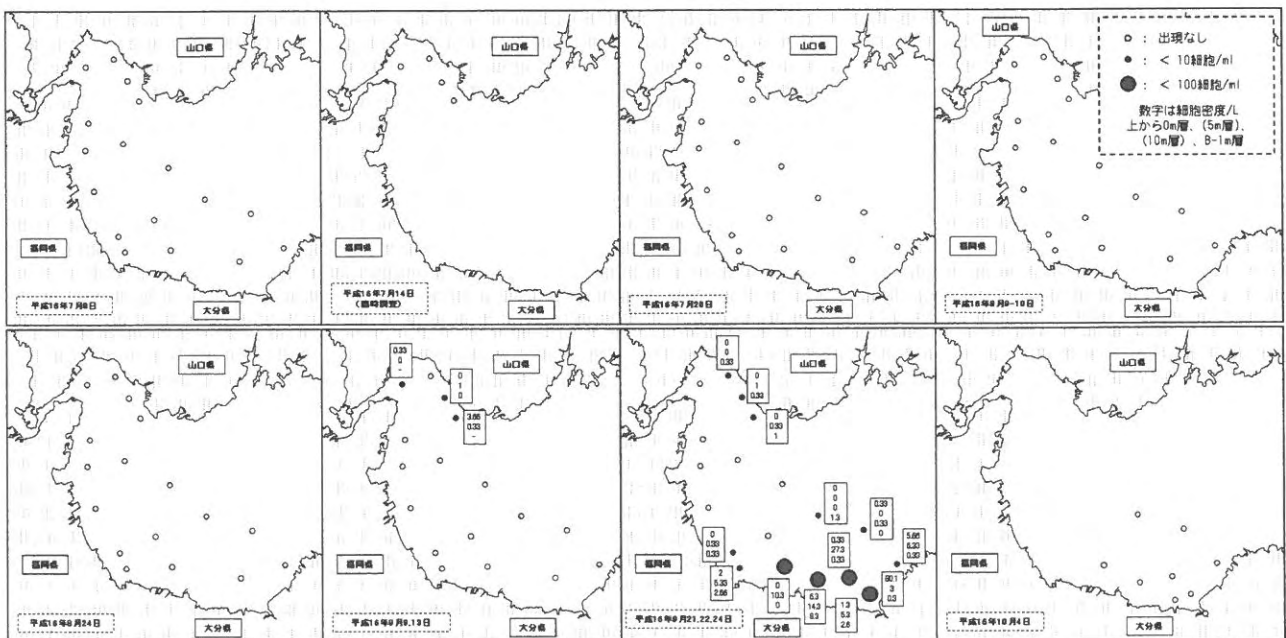 山口県
福岡県
平成16年7月6日
大分県
山口県
福岡県
平成16年7月14日
(臨時調査)
大分県
山口県
福岡県
大分県
山口県
○ : 出現なし
● : < 10細胞/ml
● : < 100細胞/ml
数字は細胞密度/L
上から0m層、(5m層)、
(10m層)、B-1m層
福岡県
平成16年8月9-10日
大分県
山口県
福岡県
平成16年8月24日
大分県
0.33
-
-
山口県
0
1
0
3.66
0.33
-
福岡県
平成16年9月9,13日
大分県
0
0
0.33
山口県
0
1
0.33
0
0.33
1
0
0
0
1.3
0.33
0
0.33
0
0
0.33
0.33
0.33
27.3
0.33
5.66
6.33
0.33
福岡県
2
5.33
2.66
0
10.3
0
6.3
14.3
5.3
1.3
5.3
2.6
3
0.3
平成16年9月21,22,24日
大分県
山口県
福岡県
平成16年10月4日
大分県